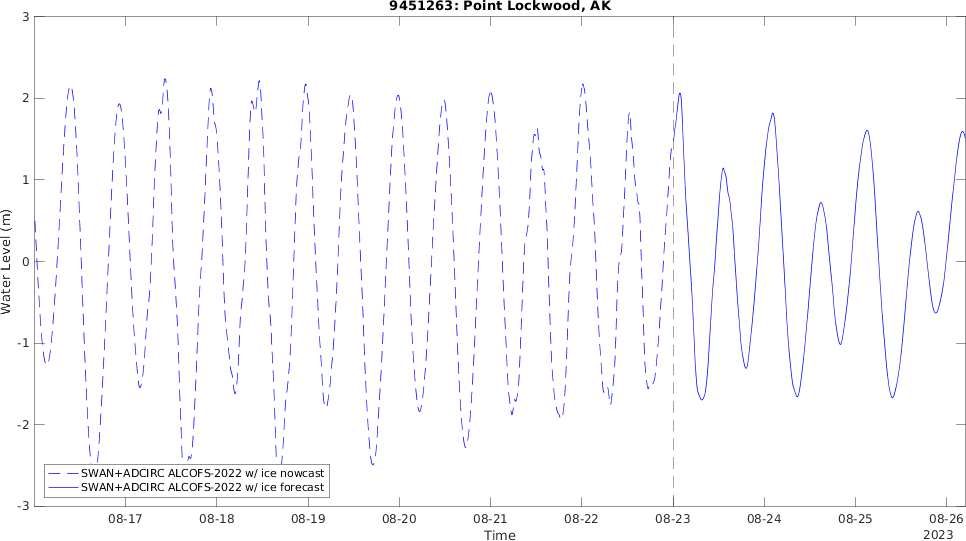 9451263: Point Lockwood, AK
3
2
1
0
-1
-2
-3
Water Level (m)
SWAN+ADCIRC ALCOFS-2022 w/ ice nowcast
SWAN+ADCIRC ALCOFS-2022 w/ ice forecast
08-17 08-18 08-19 08-20 08-21 08-22 08-23 08-24 08-25 08-26
Time
2023